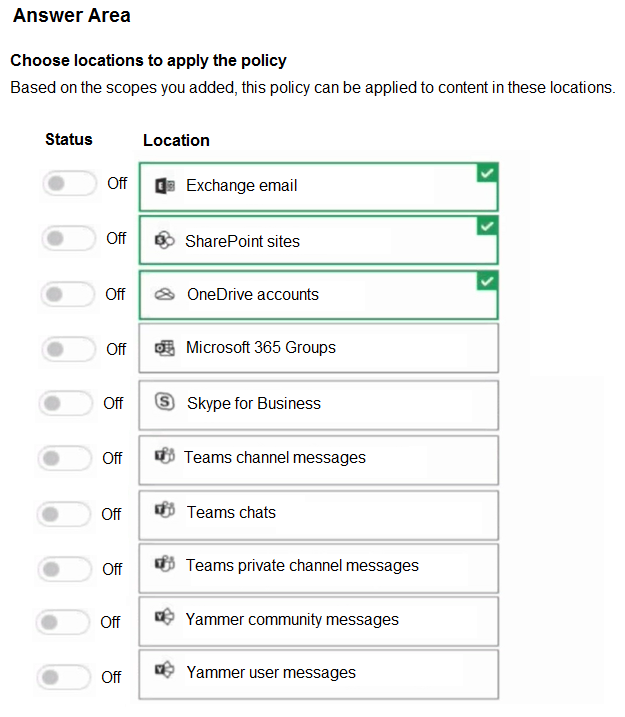 Answer Area
Choose locations to apply the policy
Based on the scopes you added, this policy can be applied to content in these locations.
Status Location
Off Exchange email
Off SharePoint sites
Off OneDrive accounts
Off Microsoft 365 Groups
Off Skype for Business
Off Teams channel messages
Off Teams chats
Off Teams private channel messages
Off Yammer community messages
Off Yammer user messages